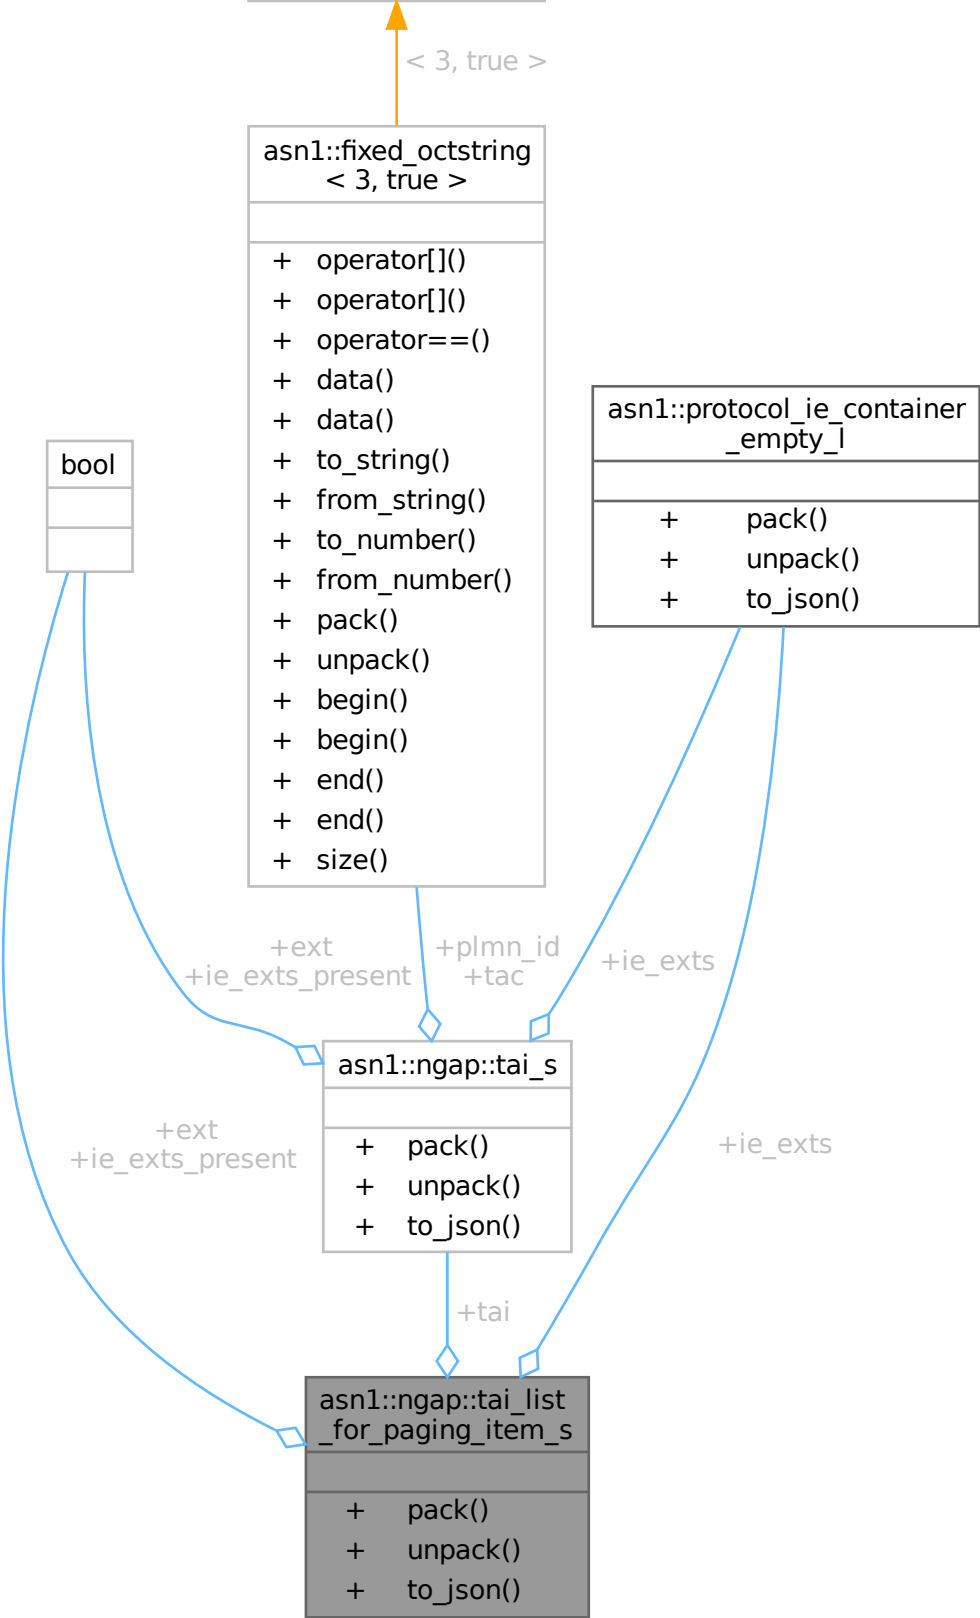 < 3, true >
asn1::fixed_octstring
< 3, true >
+ operator[]()
+ operator[]()
+ operator==()
+ data()
+ data()
+ to_string()
+ from_string()
+ to_number()
+ from_number()
+ pack()
+ unpack()
+ begin()
+ begin()
+ end()
+ end()
+ size()
asn1::protocol_ie_container
_empty_l
+ pack()
+ unpack()
+ to_json()
bool
+ext
+ie_exts_present
+plmn_id
+tac
+ie_exts
asn1::ngap::tai_s
+ pack()
+ unpack()
+ to_json()
+ext
+ie_exts_present
+ie_exts
+tai
asn1::ngap::tai_list
_for_paging_item_s
+ pack()
+ unpack()
+ to_json()